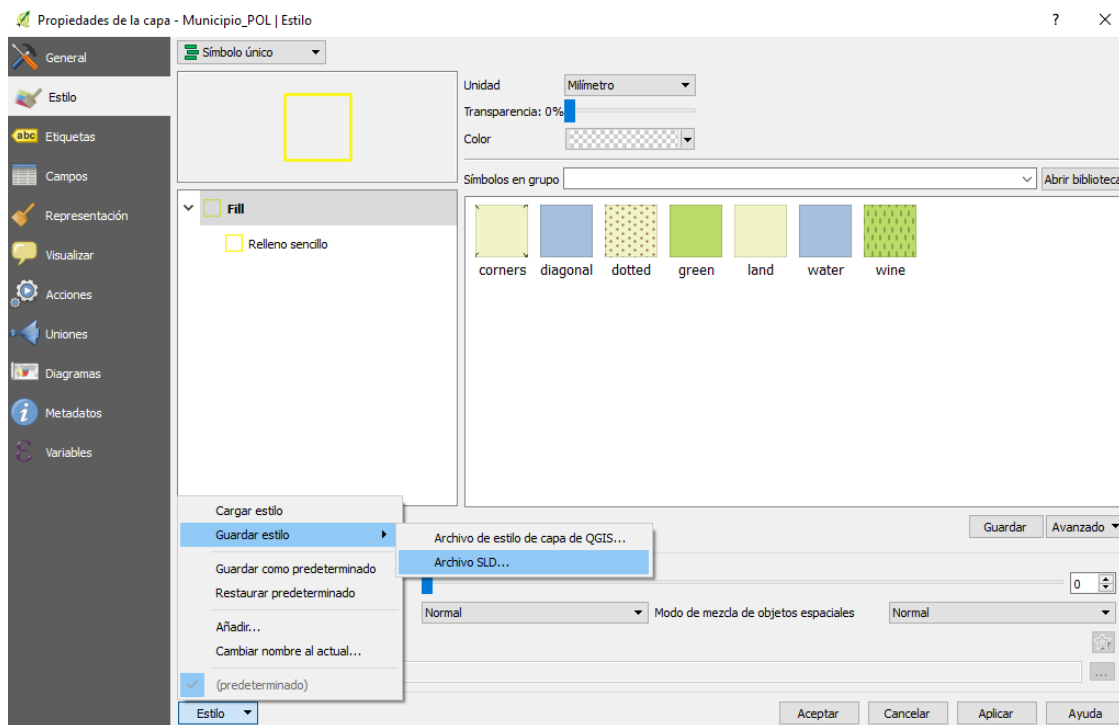 Propiedades de la capa - Municipio_POL | Estilo
?
General
Estilo
abc Etiquetas
Campos
Representación
Visualizar
Acciones
Uniones
Diagramas
Metadatos
Variables
Símbolo único
Unidad Milímetro
Transparencia: 0%
Color
Símbolos en grupo Abrir biblioteca
Fill
Relleno sencillo
corners diagonal dotted green land water wine
Guardar Avanzado
Cargar estilo
Guardar estilo
Guardar como predeterminado
Restaurar predeterminado
Añadir...
Cambiar nombre al actual...
(predeterminado)
Archivo de estilo de capa de QGIS...
Archivo SLD...
0
Normal Modo de mezcla de objetos espaciales Normal
...
Estilo Aceptar Cancelar Aplicar Ayuda